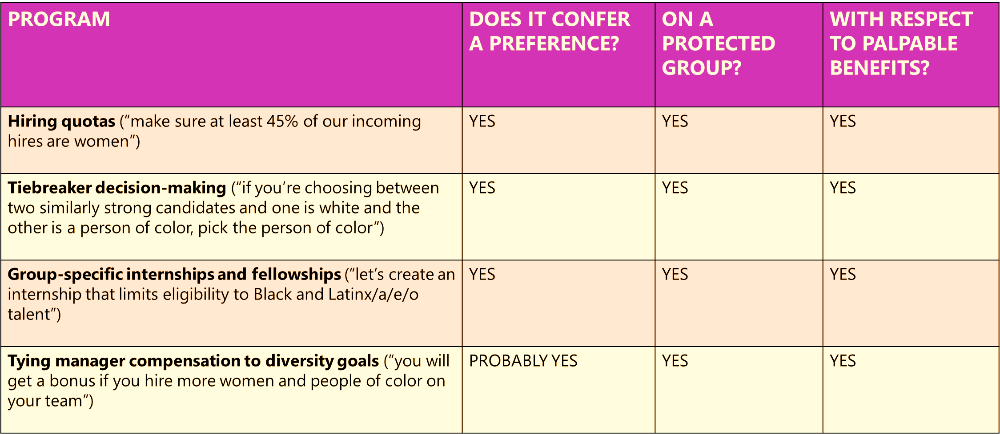 PROGRAM
DOES IT CONFER
A PREFERENCE?
ON A
PROTECTED
GROUP?
WITH RESPECT
TO PALPABLE
BENEFITS?
Hiring quotas (“make sure at least 45% of our incoming
hires are women”)
YES
YES
YES
Tiebreaker decision-making (“if you’re choosing between
two similarly strong candidates and one is white and the
other is a person of color, pick the person of color”)
YES
YES
YES
Group-specific internships and fellowships (“let’s create an
internship that limits eligibility to Black and Latinx/a/e/o
talent”)
YES
YES
YES
Tying manager compensation to diversity goals (“you will
get a bonus if you hire more women and people of color on
your team”)
PROBABLY YES
YES
YES